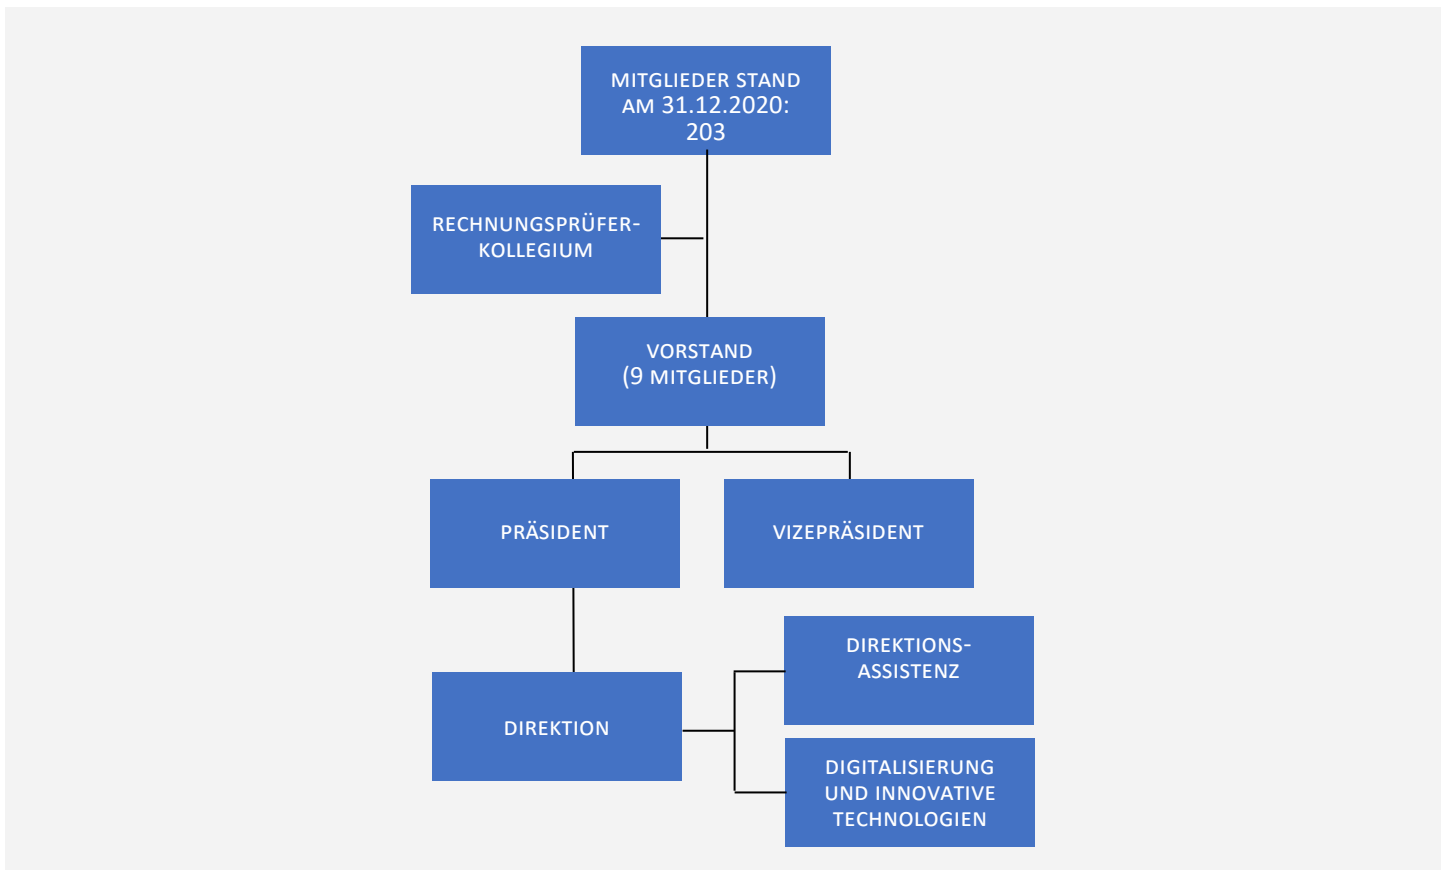 MITGLIEDER STAND
AM 31.12.2020:
203
RECHNUNGSPRÜFER-
KOLLEGIUM
VORSTAND
(9 MITGLIEDER)
PRÄSIDENT
VIZEPRÄSIDENT
DIREKTIONS-
ASSISTENZ
DIREKTION
DIGITALISIERUNG
UND INNOVATIVE
TECHNOLOGIEN